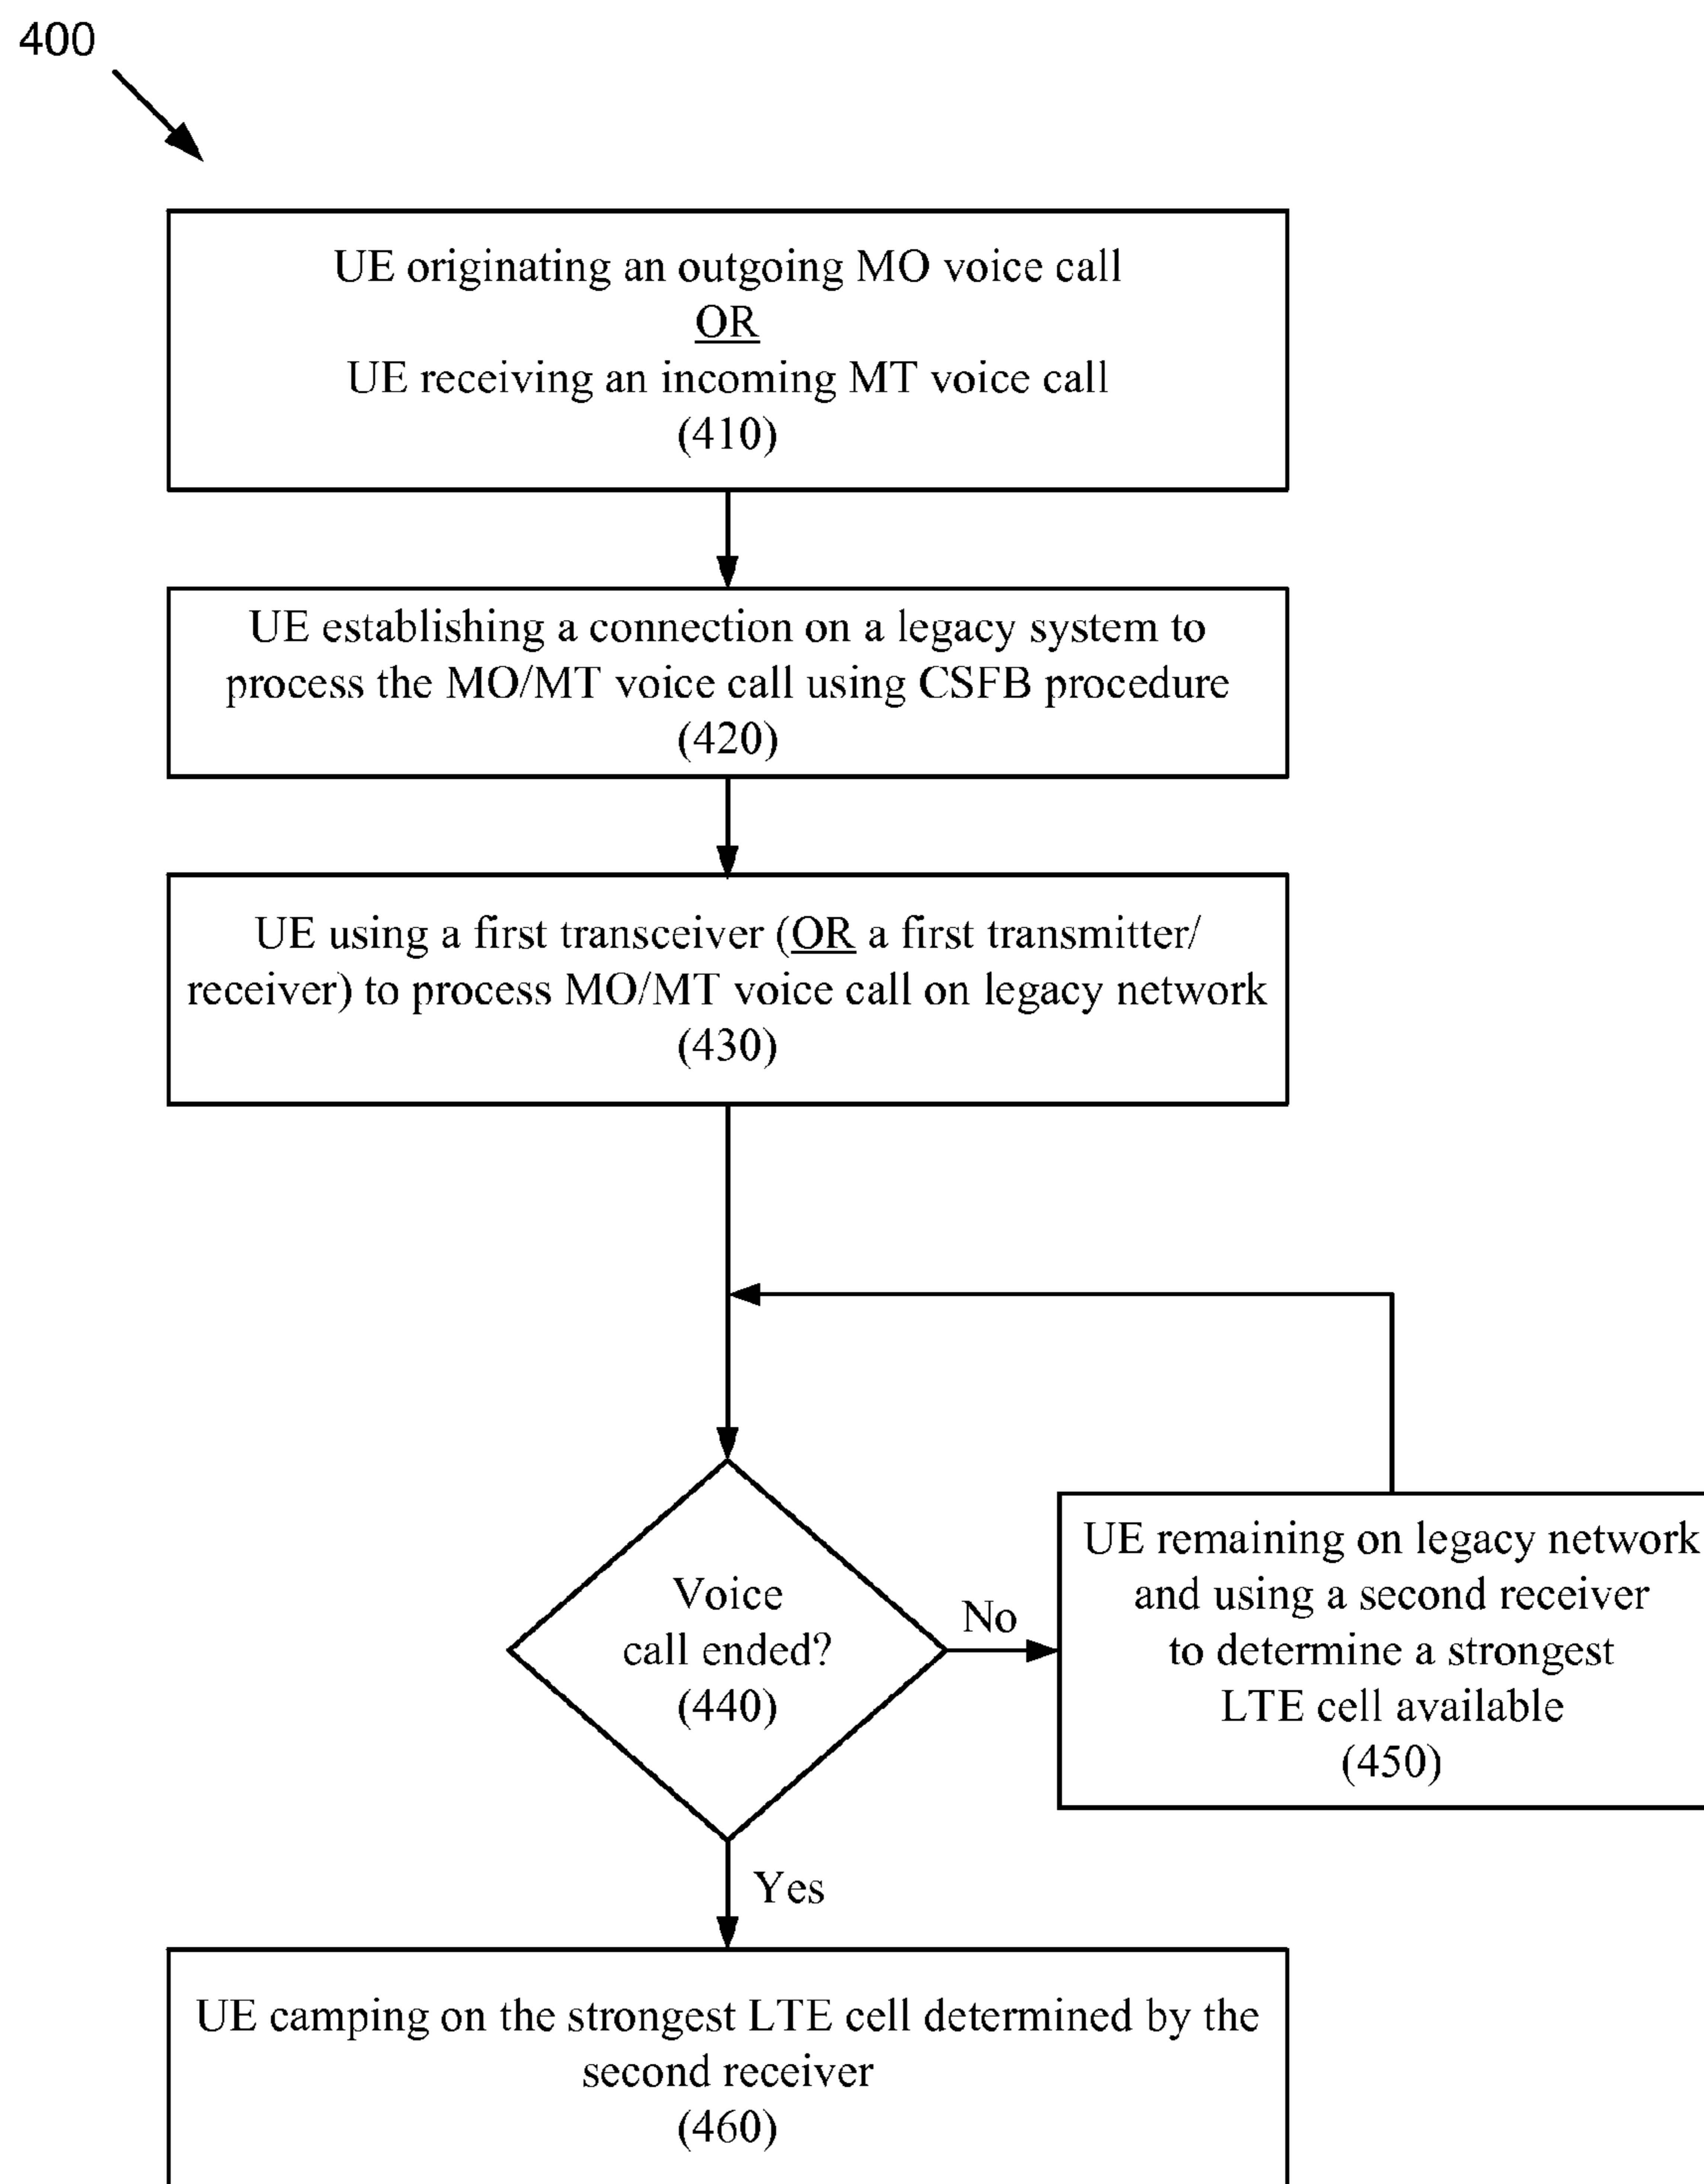 400
UE originating an outgoing MO voice call
OR
UE receiving an incoming MT voice call
(410)
UE establishing a connection on a legacy system to
process the MO/MT voice call using CSFB procedure
(420)
UE using a first transceiver (OR a first transmitter/
receiver) to process MO/MT voice call on legacy network
(430)
Voice
call ended?
(440)
No
UE remaining on legacy network
and using a second receiver
to determine a strongest
LTE cell available
(450)
Yes
UE camping on the strongest LTE cell determined by the
second receiver
(460)